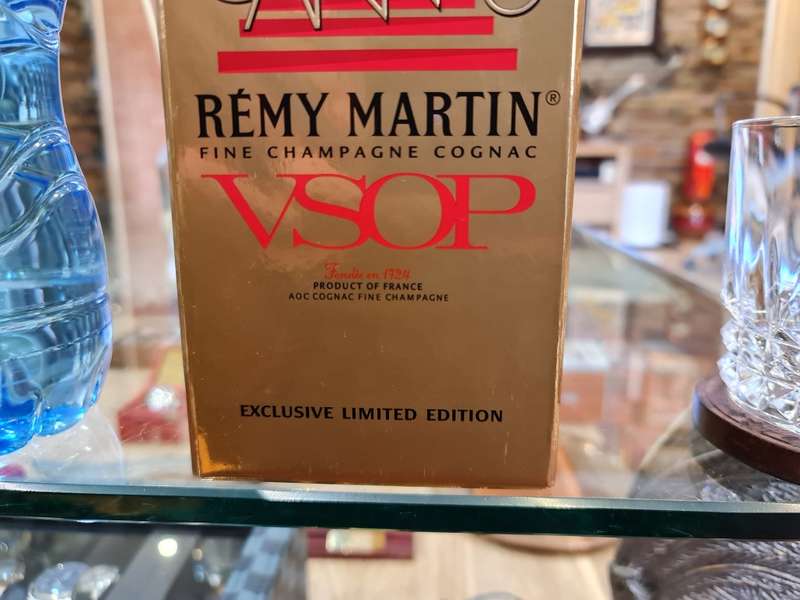 RÉMY MARTIN®
FINE CHAMPAGNE COGNAC
VSOP
Fondée en 1724
PRODUCT OF FRANCE
AOC COGNAC FINE CHAMPAGNE
EXCLUSIVE LIMITED EDITION